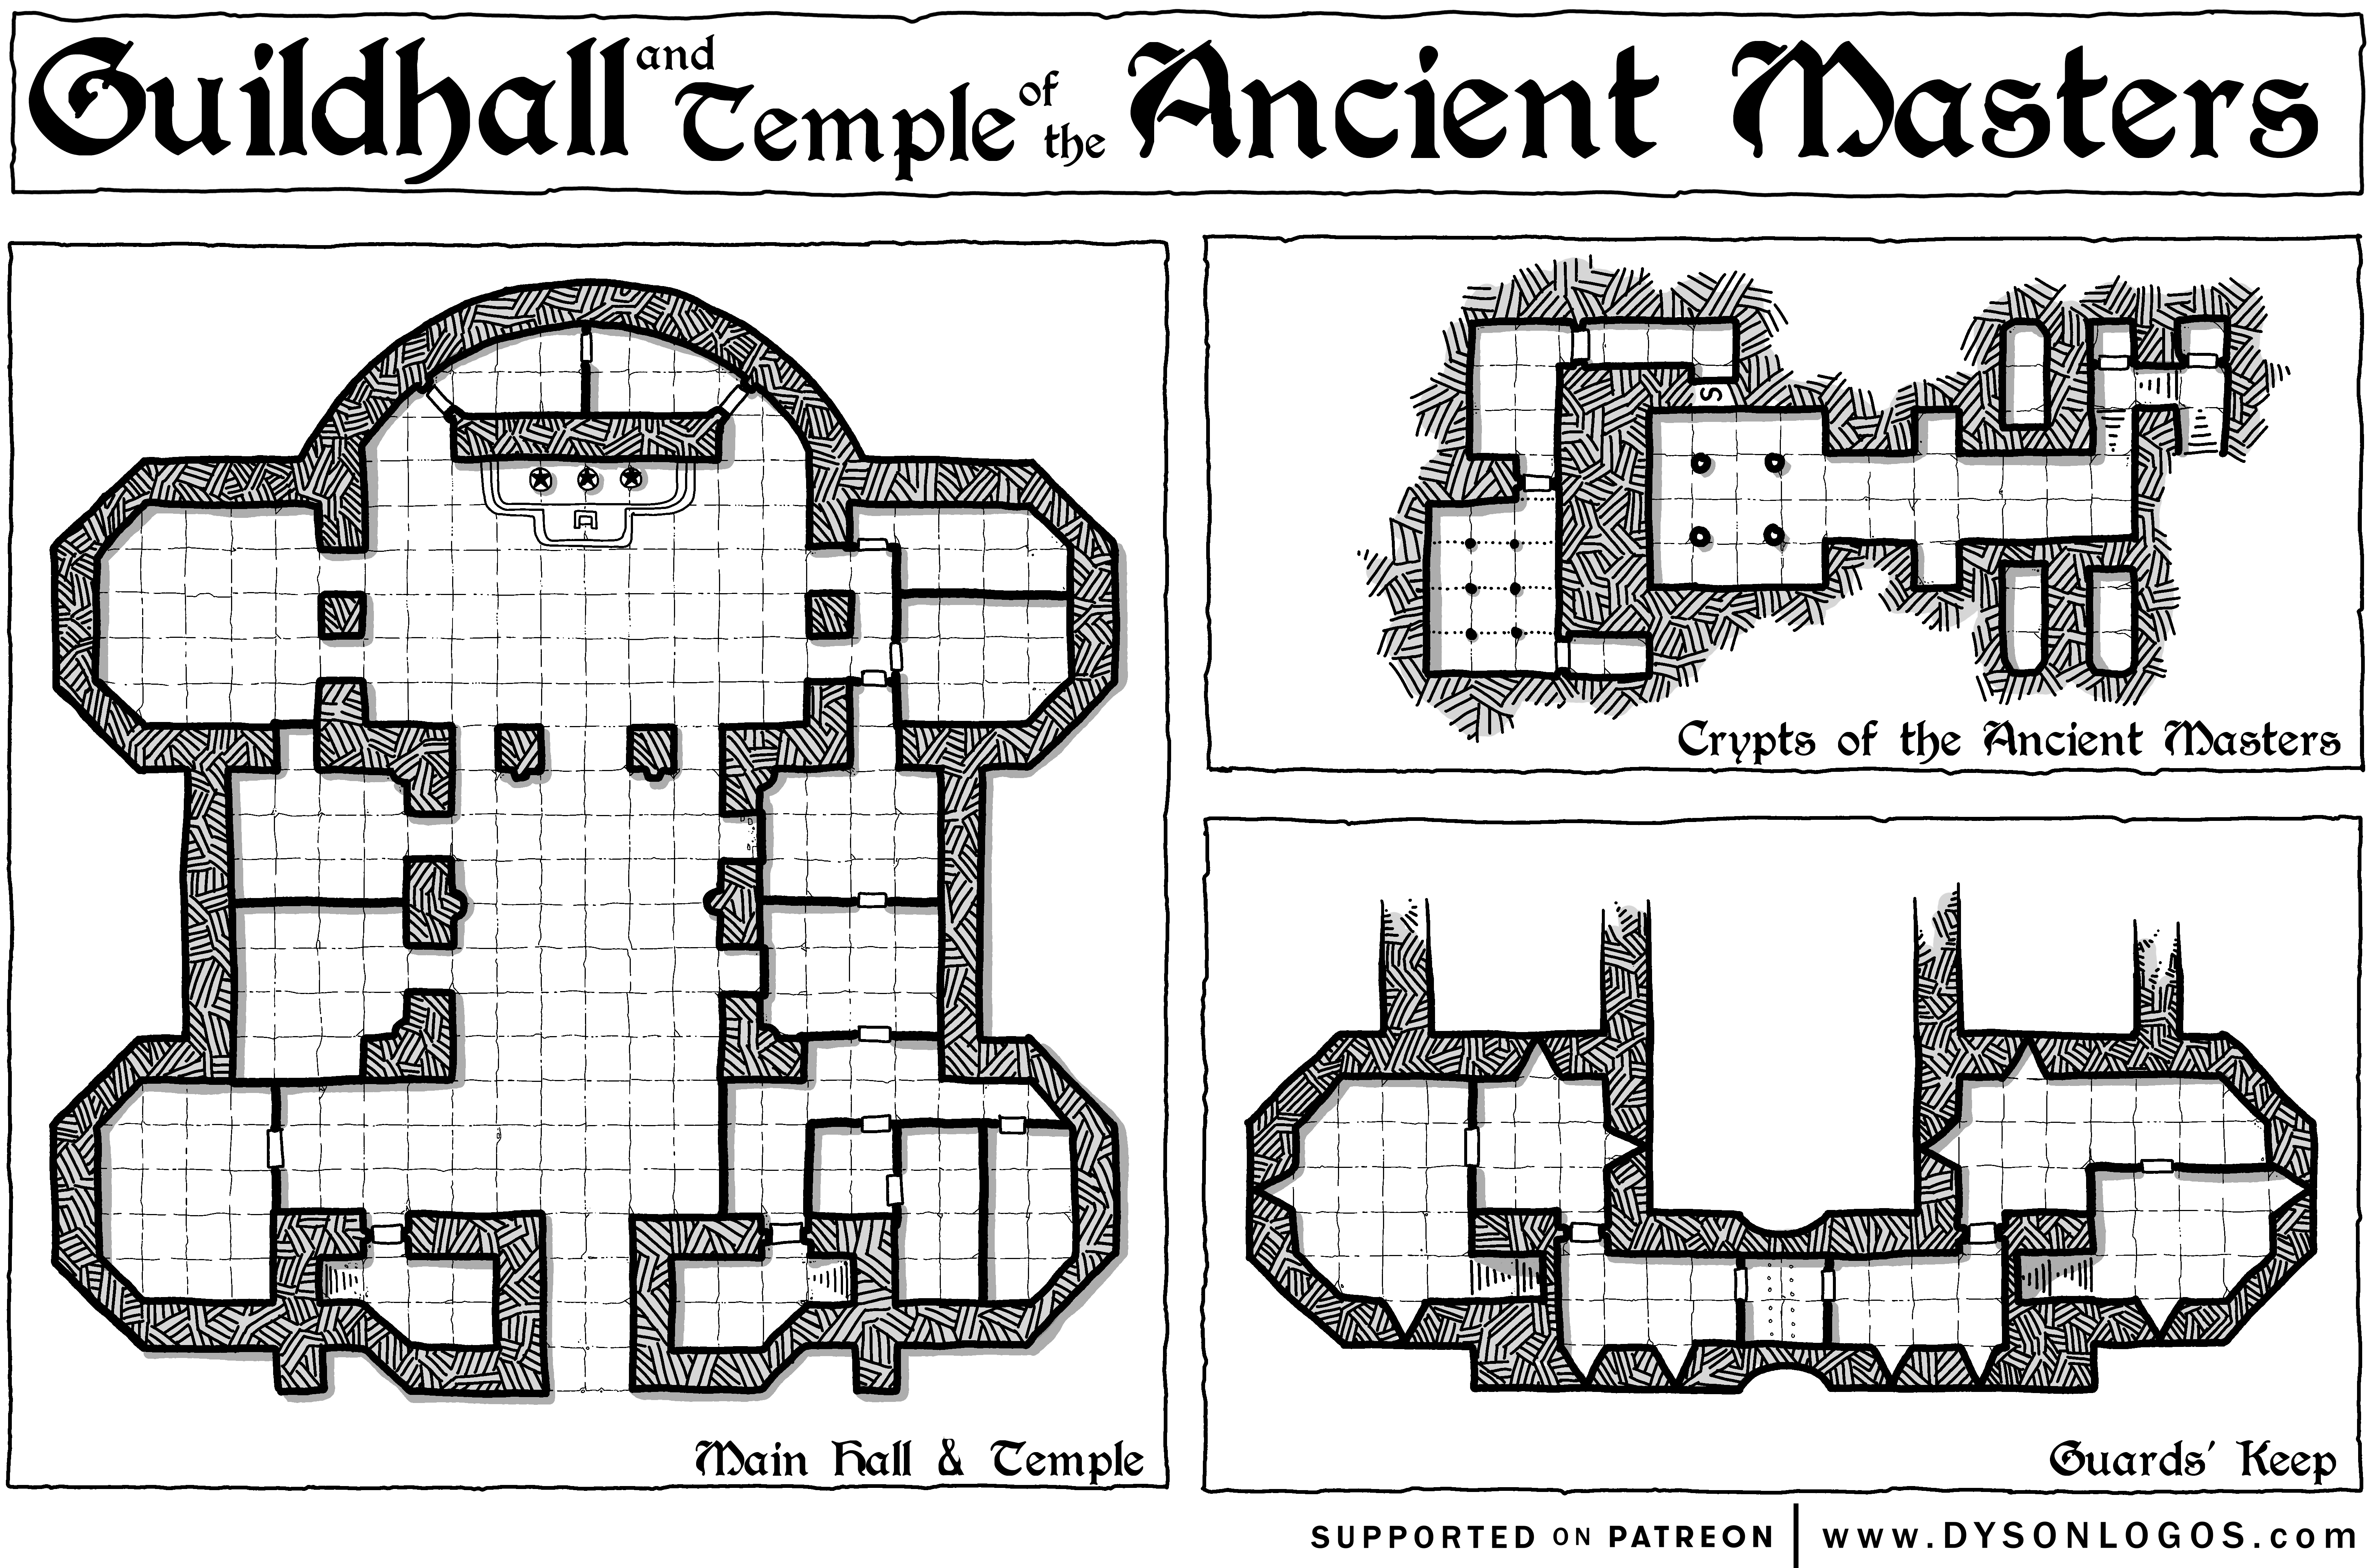 Guildhall and Temple of the Ancient Masters
S
Crypts of the Ancient Masters
Main Hall & Temple
Guards' Keep
SUPPORTED ON PATREON | www.DYSONLOGOS.com